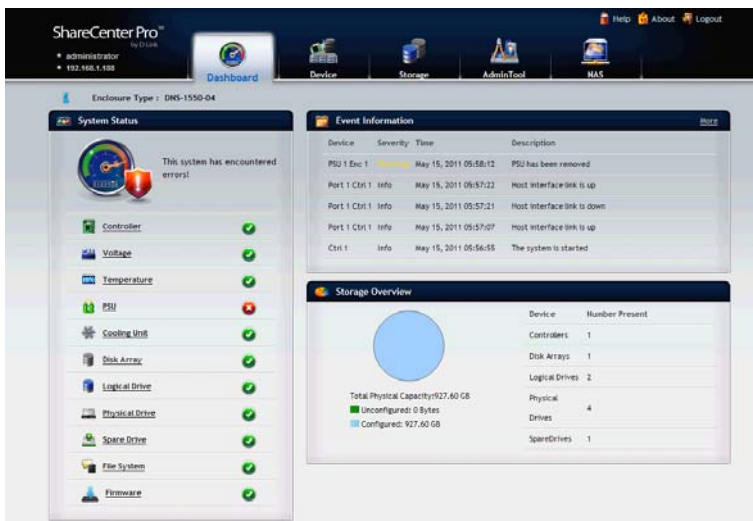 ShareCenter Pro™
by D-Link
administrator
192.168.1.188
Help About Logout
Dashboard Device Storage AdminTool NAS
Enclosure Type : DNS-1550-04
System Status
This system has encountered
errors!
Controller
Voltage
Temperature
PSU
Cooling Unit
Disk Array
Logical Drive
Physical Drive
Spare Drive
File System
Firmware
Event Information More
Device Severity Time Description
PSU 1 Enc 1 Warning May 15, 2011 05:58:12 PSU has been removed
Port 1 Ctrl 1 Info May 15, 2011 05:57:22 Host interface link is up
Port 1 Ctrl 1 Info May 15, 2011 05:57:21 Host interface link is down
Port 1 Ctrl 1 Info May 15, 2011 05:57:07 Host interface link is up
Ctrl 1 Info May 15, 2011 05:56:55 The system is started
Storage Overview
Total Physical Capacity:927.60 GB
Unconfigured: 0 Bytes
Configured: 927.60 GB
Device Number Present
Controllers 1
Disk Arrays 1
Logical Drives 2
Physical
Drives 4
SpareDrives 1